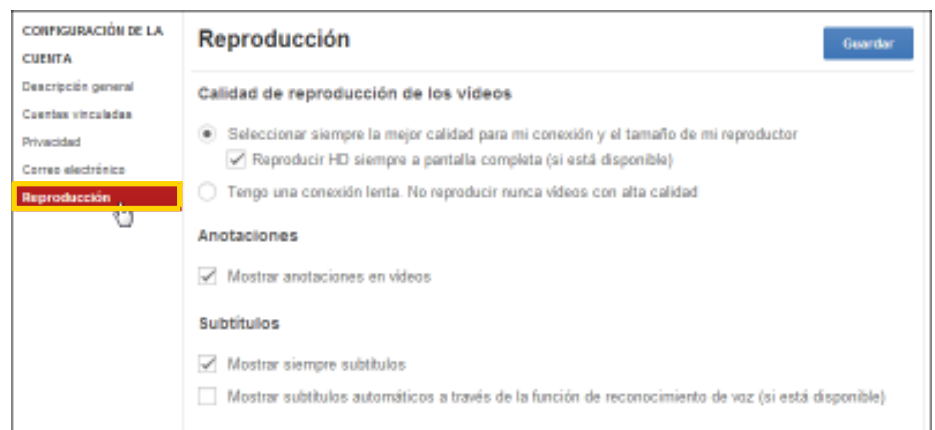 CONFIGURACIÓN DE LA
CUENTA
Descripción general
Cuentas vinculadas
Privacidad
Correo electrónico
Reproducción
Reproducción
Guardar
Calidad de reproducción de los vídeos
Seleccionar siempre la mejor calidad para mi conexión y el tamaño de mi reproductor
Reproducir HD siempre a pantalla completa (si está disponible)
Tengo una conexión lenta. No reproducir nunca vídeos con alta calidad
Anotaciones
Mostrar anotaciones en vídeos
Subtítulos
Mostrar siempre subtítulos
Mostrar subtítulos automáticos a través de la función de reconocimiento de voz (si está disponible)